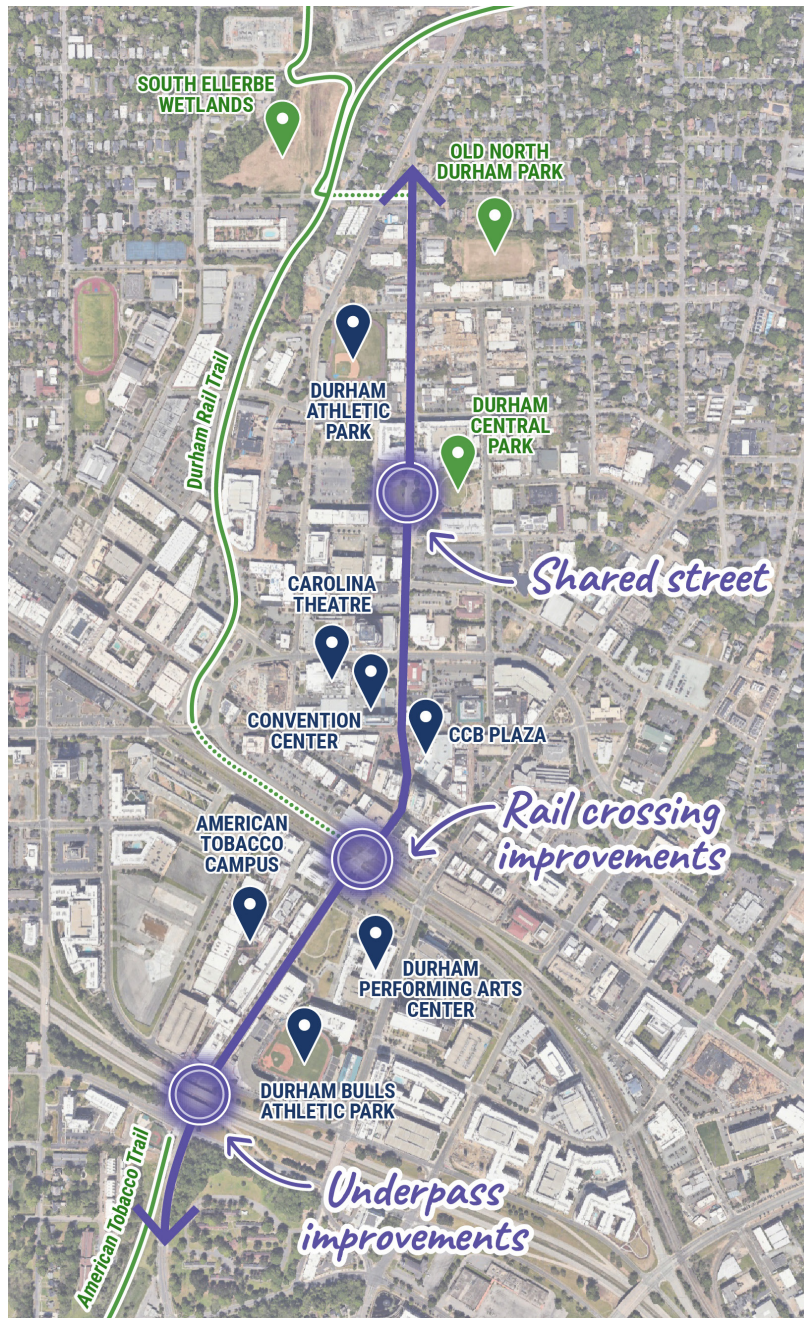 SOUTH ELLERBE
WETLANDS
OLD NORTH
DURHAM PARK
DURHAM
ATHLETIC
PARK
Durham Rail Trail
DURHAM
CENTRAL
PARK
Shared street
CAROLINA
THEATRE
CONVENTION
CENTER
CCB PLAZA
Rail crossing
improvements
AMERICAN
TOBACCO
CAMPUS
DURHAM
PERFORMING ARTS
CENTER
DURHAM BULLS
ATHLETIC PARK
American Tobacco Trail
Underpass
improvements